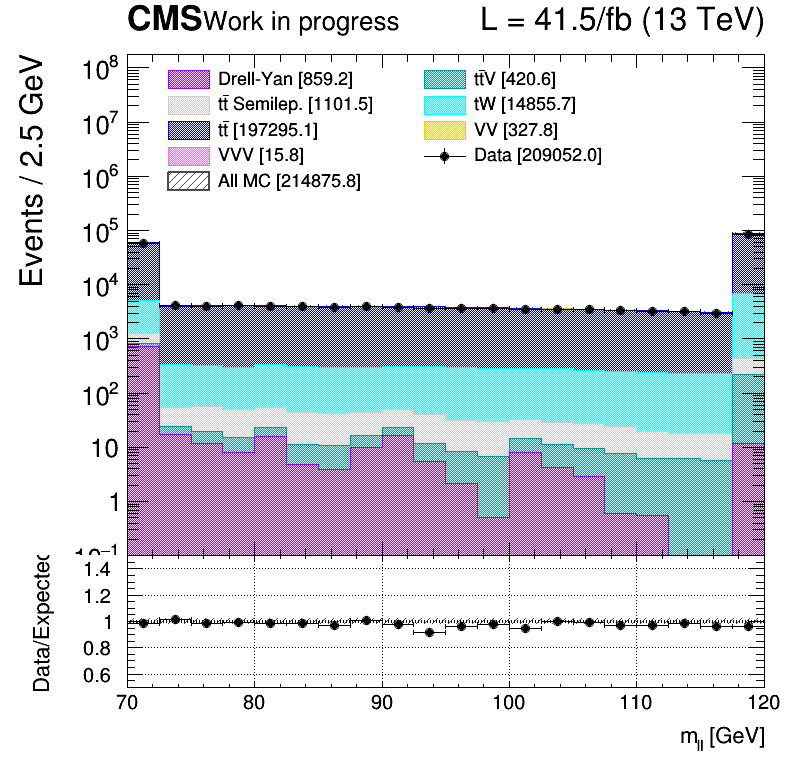 CMS Work in progress L = 41.5/fb (13 TeV)
Events / 2.5 GeV
10⁸
10⁷
10⁶
10⁵
10⁴
10³
10²
10
1
10⁻¹
Drell-Yan [859.2]
tt̄ Semilep. [1101.5]
tt̄ [197295.1]
VVV [15.8]
All MC [214875.8]
tt̄V [420.6]
tW [14855.7]
VV [327.8]
Data [209052.0]
Data/Expected
1.4
1.2
1
0.8
0.6
70 80 90 100 110 120
m_ll [GeV]